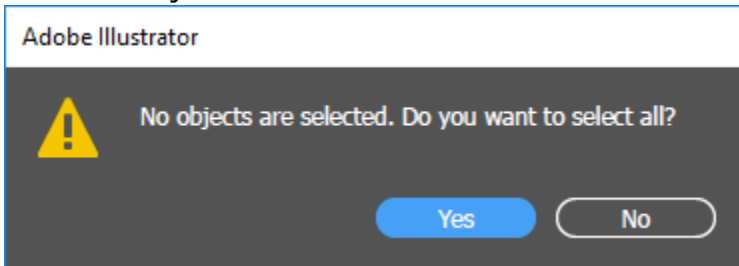 Adobe Illustrator
No objects are selected. Do you want to select all?
Yes
No